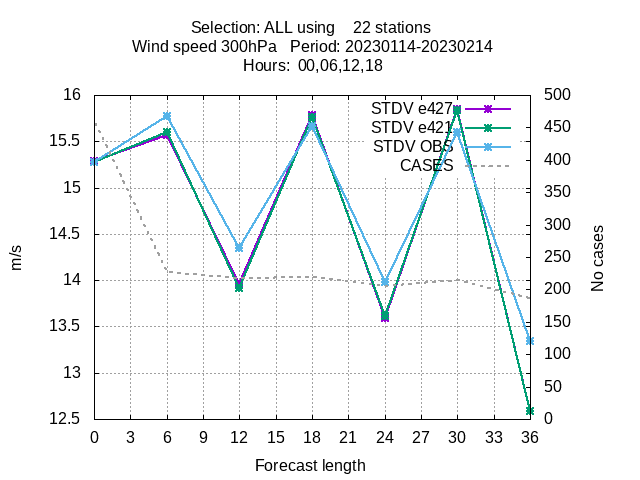 Selection: ALL using 22 stations
Wind speed 300hPa Period: 20230114-20230214
Hours: 00,06,12,18
16
15.5
15
14.5
14
13.5
13
12.5
m/s
500
450
400
350
300
250
200
150
100
50
0
No cases
STDV e427
STDV e421
STDV OBS
CASES
0 3 6 9 12 15 18 21 24 27 30 33 36
Forecast length